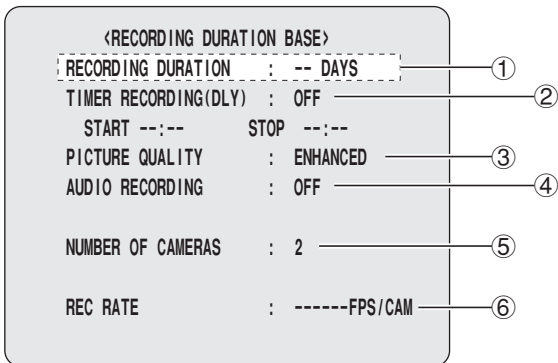 <RECORDING DURATION BASE>
RECORDING DURATION : -- DAYS ①
TIMER RECORDING(DLY) : OFF ②
START --:-- STOP --:--
PICTURE QUALITY : ENHANCED ③
AUDIO RECORDING : OFF ④
NUMBER OF CAMERAS : 2 ⑤
REC RATE : ------FPS/CAM ⑥